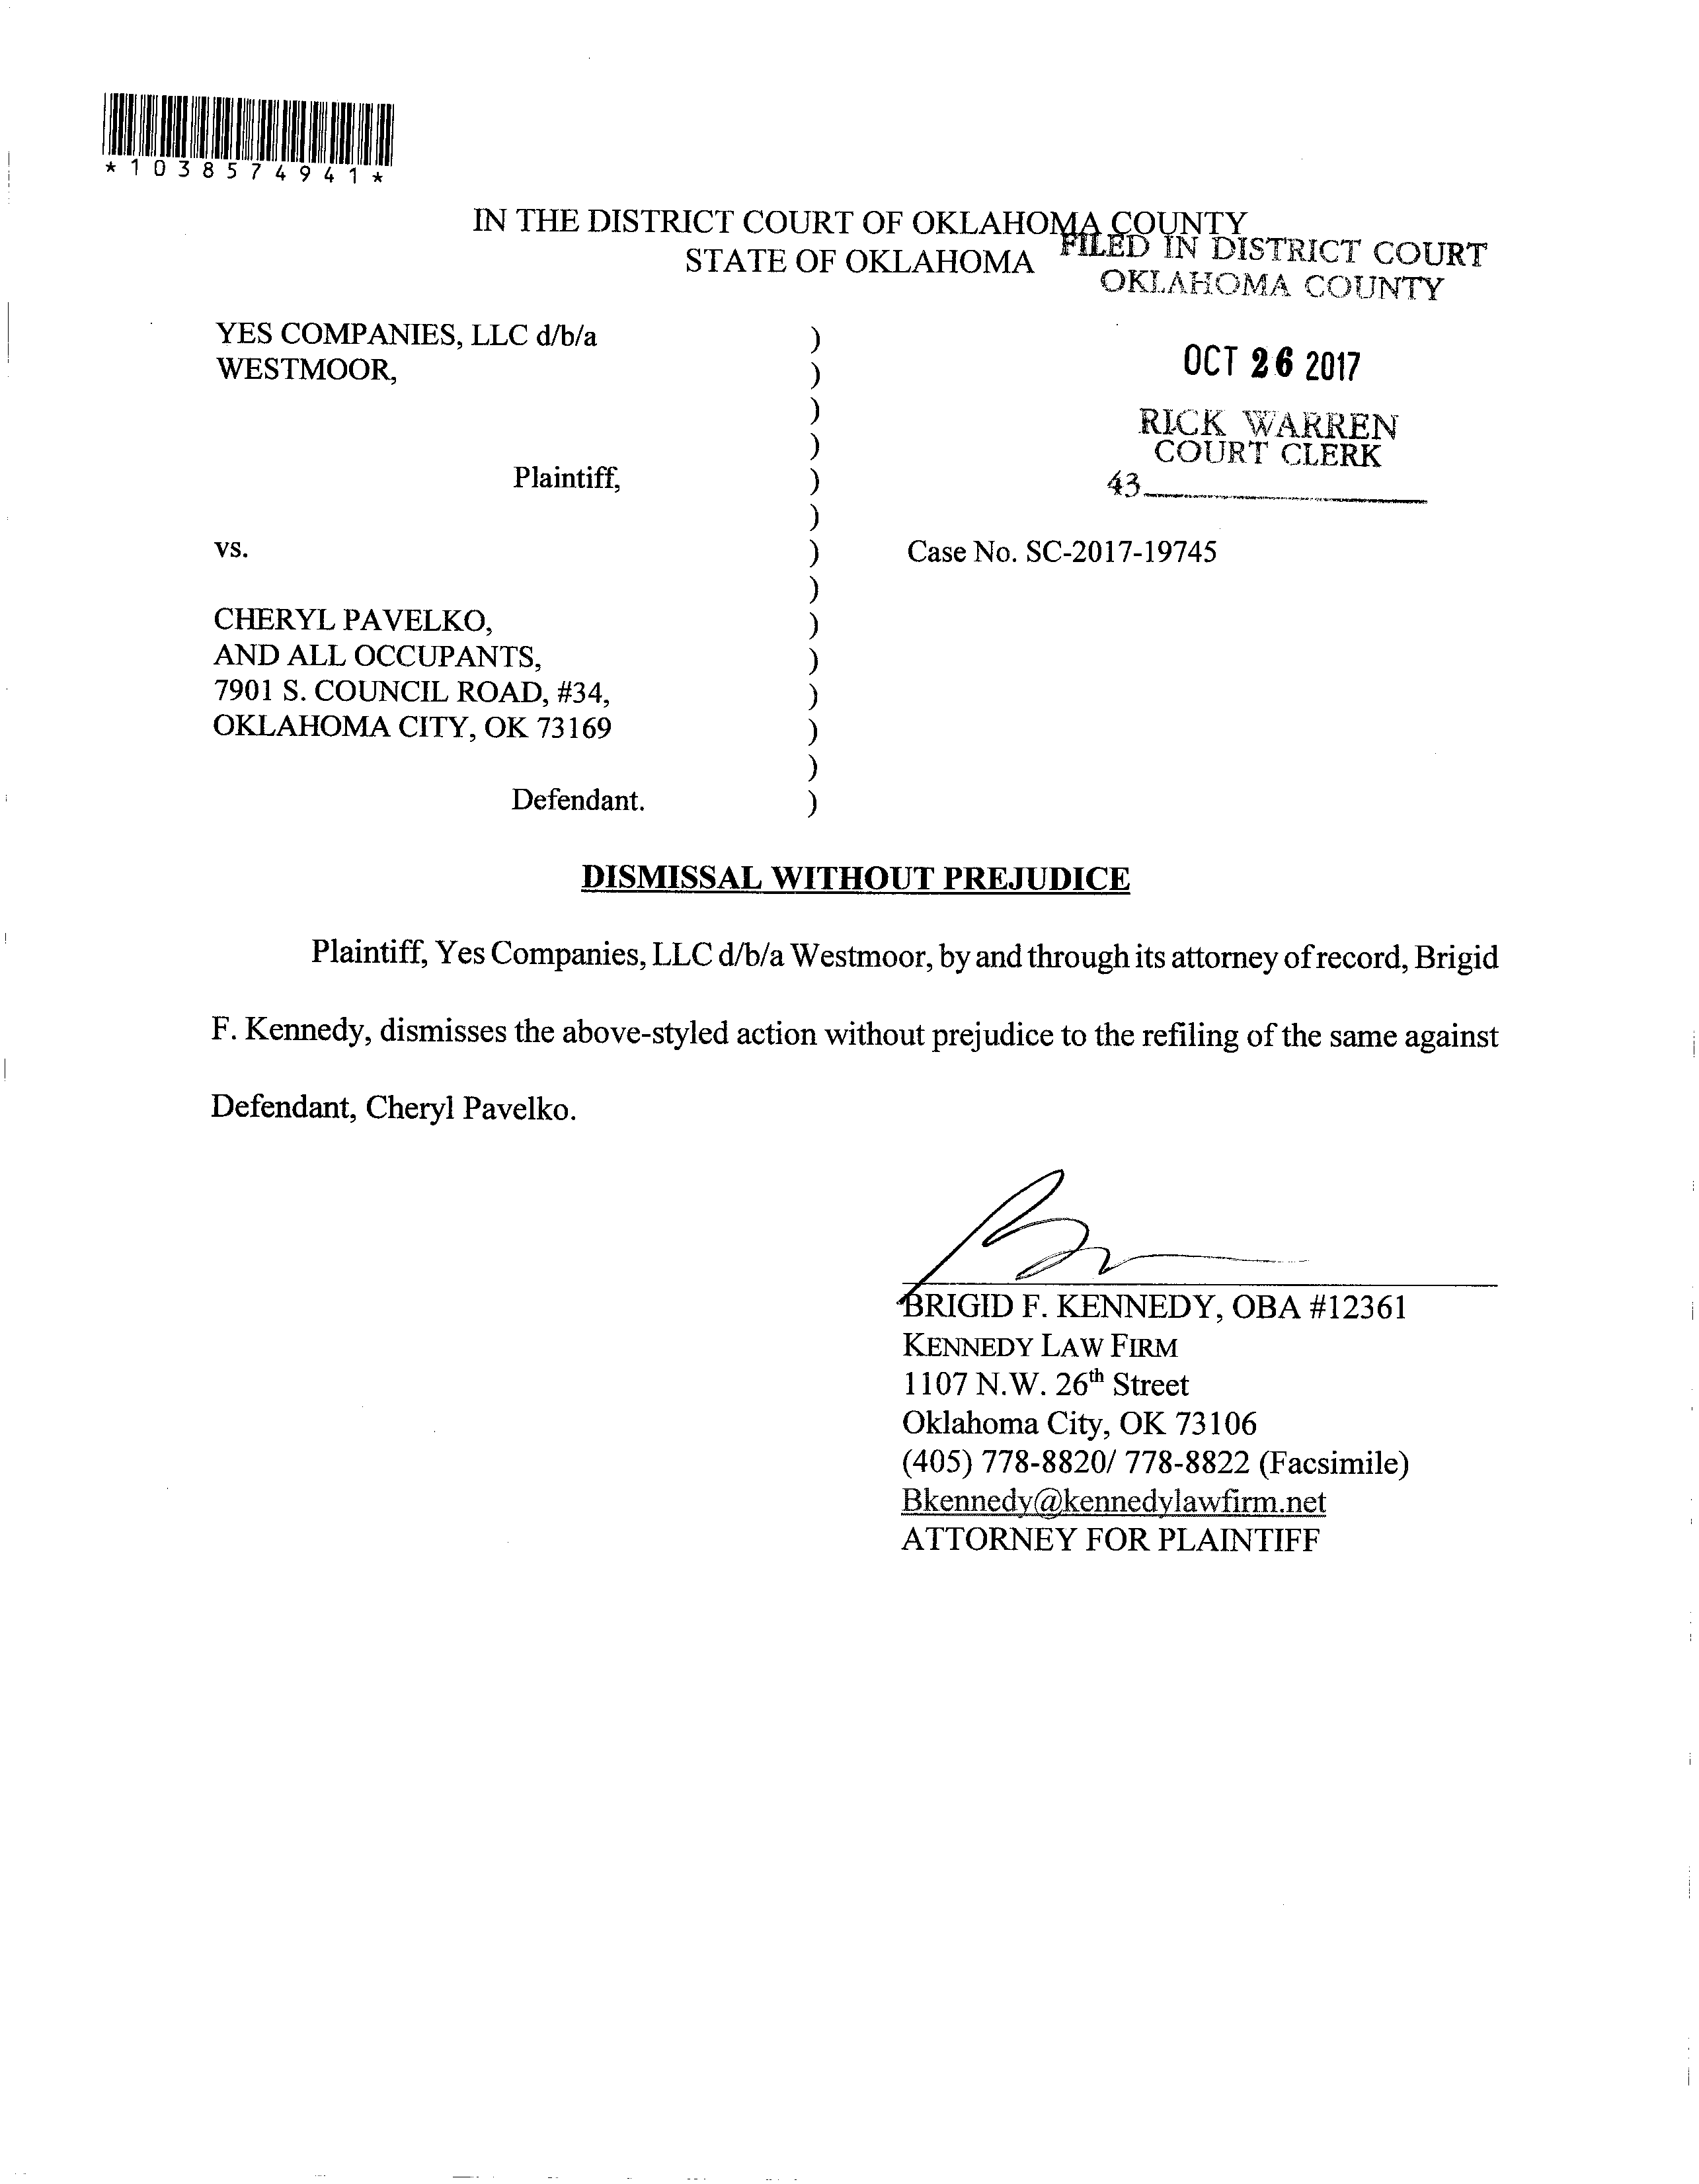 *1038574941*
IN THE DISTRICT COURT OF OKLAHOMA COUNTY
STATE OF OKLAHOMA
FILED IN DISTRICT COURT
OKLAHOMA COUNTY
OCT 26 2017
RICK WARREN
COURT CLERK
43
YES COMPANIES, LLC d/b/a )
WESTMOOR, )
)
)
Plaintiff, )
)
vs. ) Case No. SC-2017-19745
)
CHERYL PAVELKO, )
AND ALL OCCUPANTS, )
7901 S. COUNCIL ROAD, #34, )
OKLAHOMA CITY, OK 73169 )
)
Defendant. )
DISMISSAL WITHOUT PREJUDICE
Plaintiff, Yes Companies, LLC d/b/a Westmoor, by and through its attorney of record, Brigid
F. Kennedy, dismisses the above-styled action without prejudice to the refiling of the same against
Defendant, Cheryl Pavelko.
BRIGID F. KENNEDY, OBA #12361
KENNEDY LAW FIRM
1107 N.W. 26th Street
Oklahoma City, OK 73106
(405) 778-8820/ 778-8822 (Facsimile)
Bkennedy@kennedylawfirm.net
ATTORNEY FOR PLAINTIFF